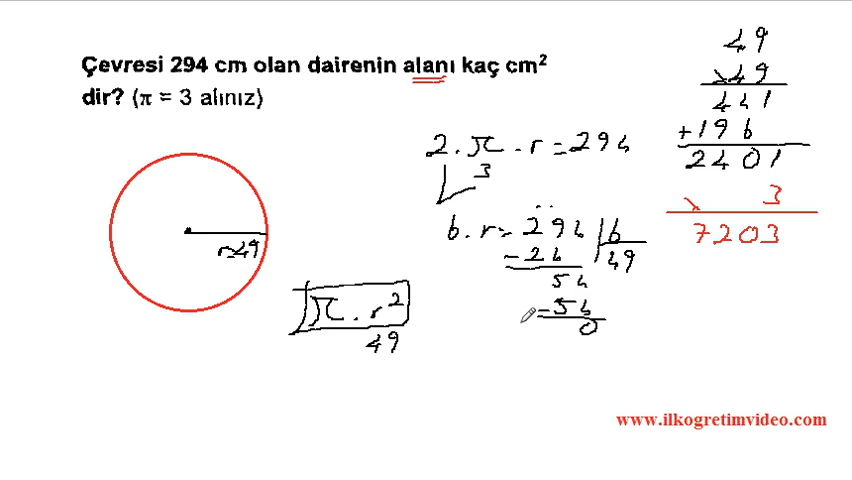 Çevresi 294 cm olan dairenin alanı kaç cm²
dir? (π = 3 alınız)
r=49
π . r²
49
2 . π . r = 294
3
6 . r = 294 | 6
- 24 | 49
54
= 54
0
49
x 49
441
+ 196
2401
x 3
7203
www.ilkogretimvideo.com